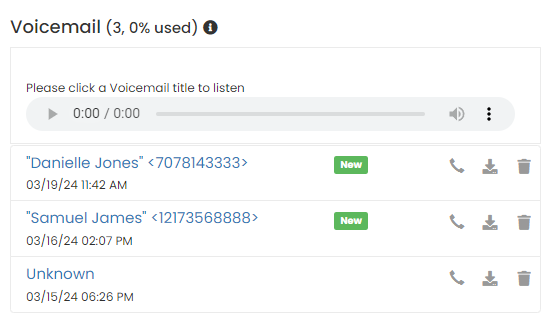 Voicemail (3, 0% used)
Please click a Voicemail title to listen
0:00 / 0:00
"Danielle Jones" <7078143333> New
03/19/24 11:42 AM
"Samuel James" <12173568888> New
03/16/24 02:07 PM
Unknown
03/15/24 06:26 PM